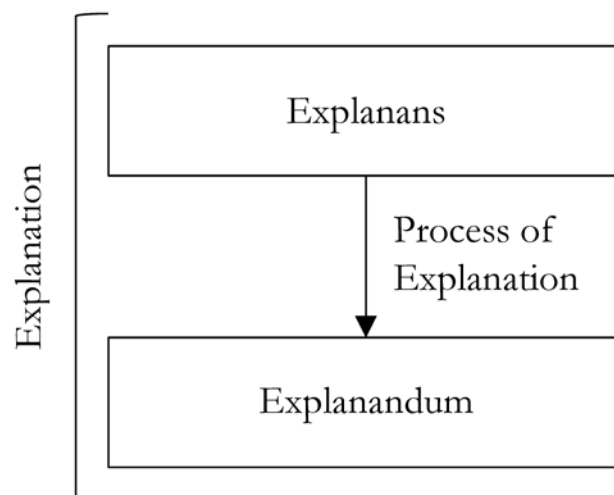 Explanans
Process of
Explanation
Explanandum
Explanation